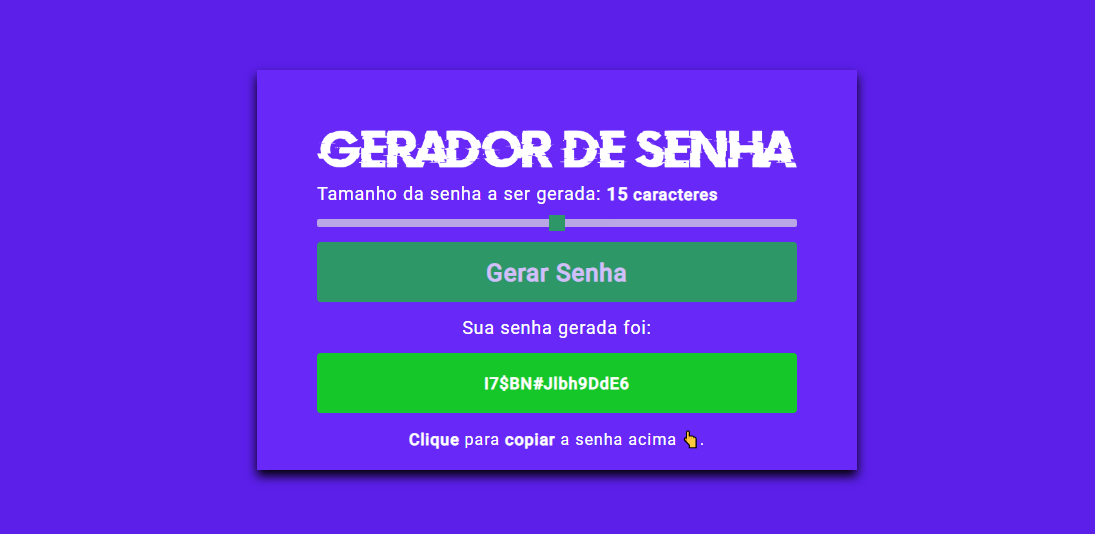 GERADOR DE SENHA
Tamanho da senha a ser gerada: 15 caracteres
Gerar Senha
Sua senha gerada foi:
I7$BN#Jlbh9DdE6
Clique para copiar a senha acima 👆.